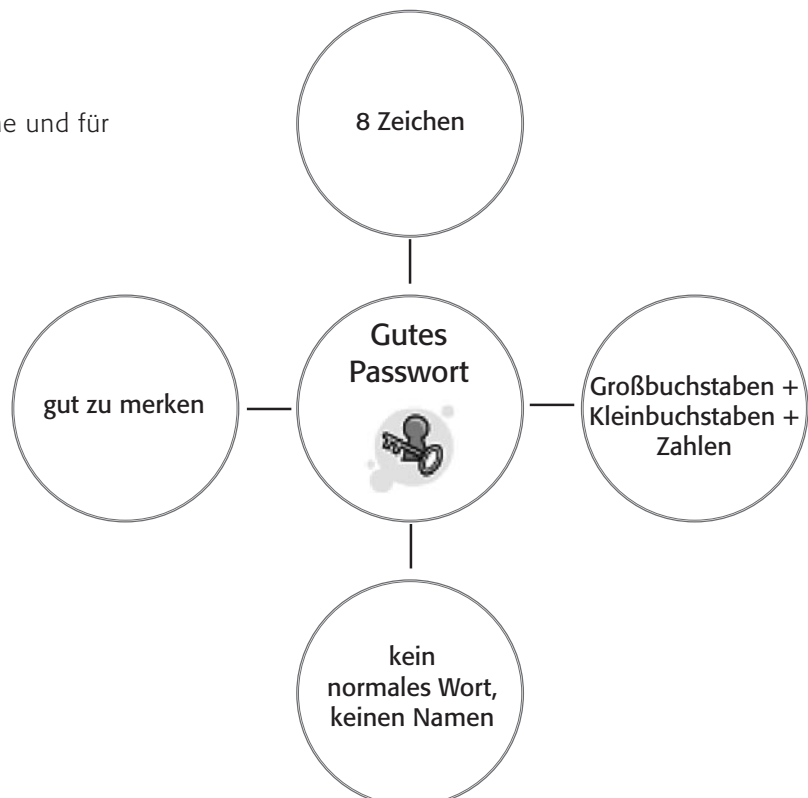 8 Zeichen
und für
Gutes
Passwort
gut zu merken
Großbuchstaben +
Kleinbuchstaben +
Zahlen
kein
normales Wort,
keinen Namen